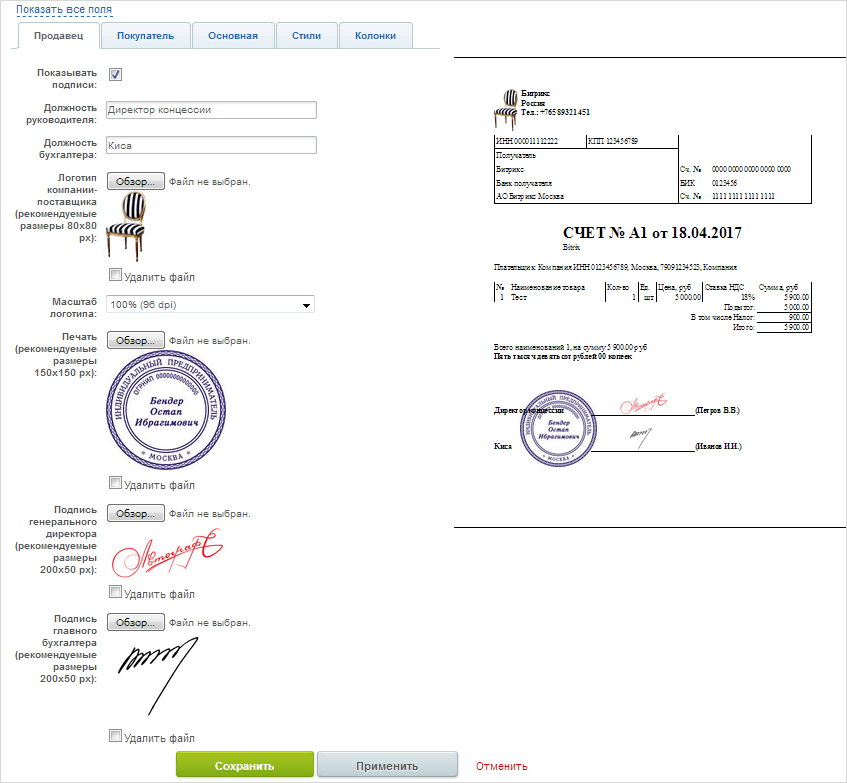 Показать все поля
Продавец
Покупатель
Основная
Стили
Колонки
Показывать
подписи:
Должность
руководителя:
Директор концессии
Должность
бухгалтера:
Киса
Логотип
компании-
поставщика
(рекомендуемые
размеры 80x80
px):
Обзор... Файл не выбран.
Удалить файл
Масштаб
логотипа:
100% (96 dpi)
Печать
(рекомендуемые
размеры
150x150 px):
Обзор... Файл не выбран.
ИНДИВИДУАЛЬНЫЙ ПРЕДПРИНИМАТЕЛЬ
ОГРНИП 000000000000000
Бендер
Остап
Ибрагимович
* МОСКВА *
Удалить файл
Подпись
генерального
директора
(рекомендуемые
размеры
200x50 px):
Обзор... Файл не выбран.
Автограф
Удалить файл
Подпись
главного
бухгалтера
(рекомендуемые
размеры
200x50 px):
Обзор... Файл не выбран.
Удалить файл
Сохранить
Применить
Отменить
Битрикс
Россия
Тел.: +76589321451
ИНН 000011112222 КПП 123456789
Получатель
Битрикс Сч. № 0000 0000 0000 0000 0000
Банк получателя БИК 0123456
АО Битрикс Москва Сч. № 1111 1111 1111 1111
СЧЕТ № A1 от 18.04.2017
Bitrix
Плательщик: Компания ИНН 0123456789, Москва, 79091234523, Компания
№ Наименование товара Кол-во Ед. Цена, руб Ставка НДС Сумма, руб
1 Тест 1 шт 5 000.00 18% 5 900.00
Подытог: 5 000.00
В том числе Налог: 900.00
Итого: 5 900.00
Всего наименований 1, на сумму 5 900.00 руб
Пять тысяч девятьсот рублей 00 копеек
Директор концессии (Петров В.В.)
Киса (Иванов И.И.)
ИНДИВИДУАЛЬНЫЙ ПРЕДПРИНИМАТЕЛЬ
Бендер
Остап
Ибрагимович
* МОСКВА *
Автограф